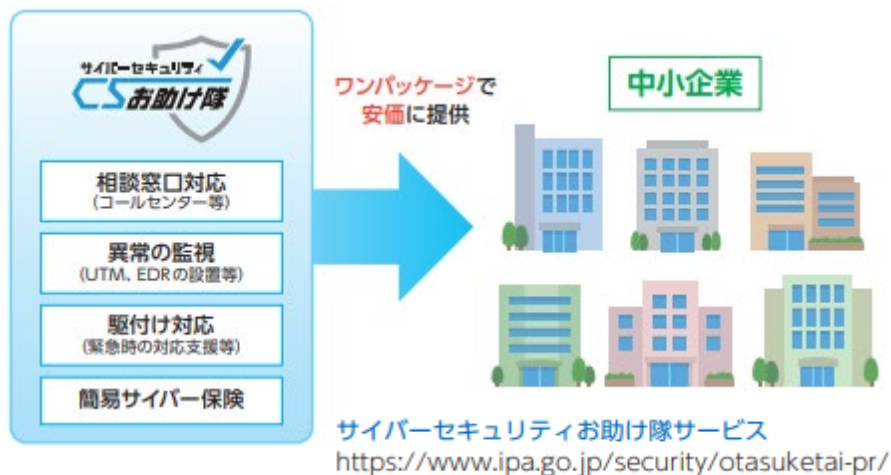 サイバーセキュリティ
CSお助け隊
相談窓口対応
(コールセンター等)
異常の監視
(UTM、EDRの設置等)
駆付け対応
(緊急時の対応支援等)
簡易サイバー保険
ワンパッケージで
安価に提供
中小企業
サイバーセキュリティお助け隊サービス
https://www.ipa.go.jp/security/otasuketai-pr/